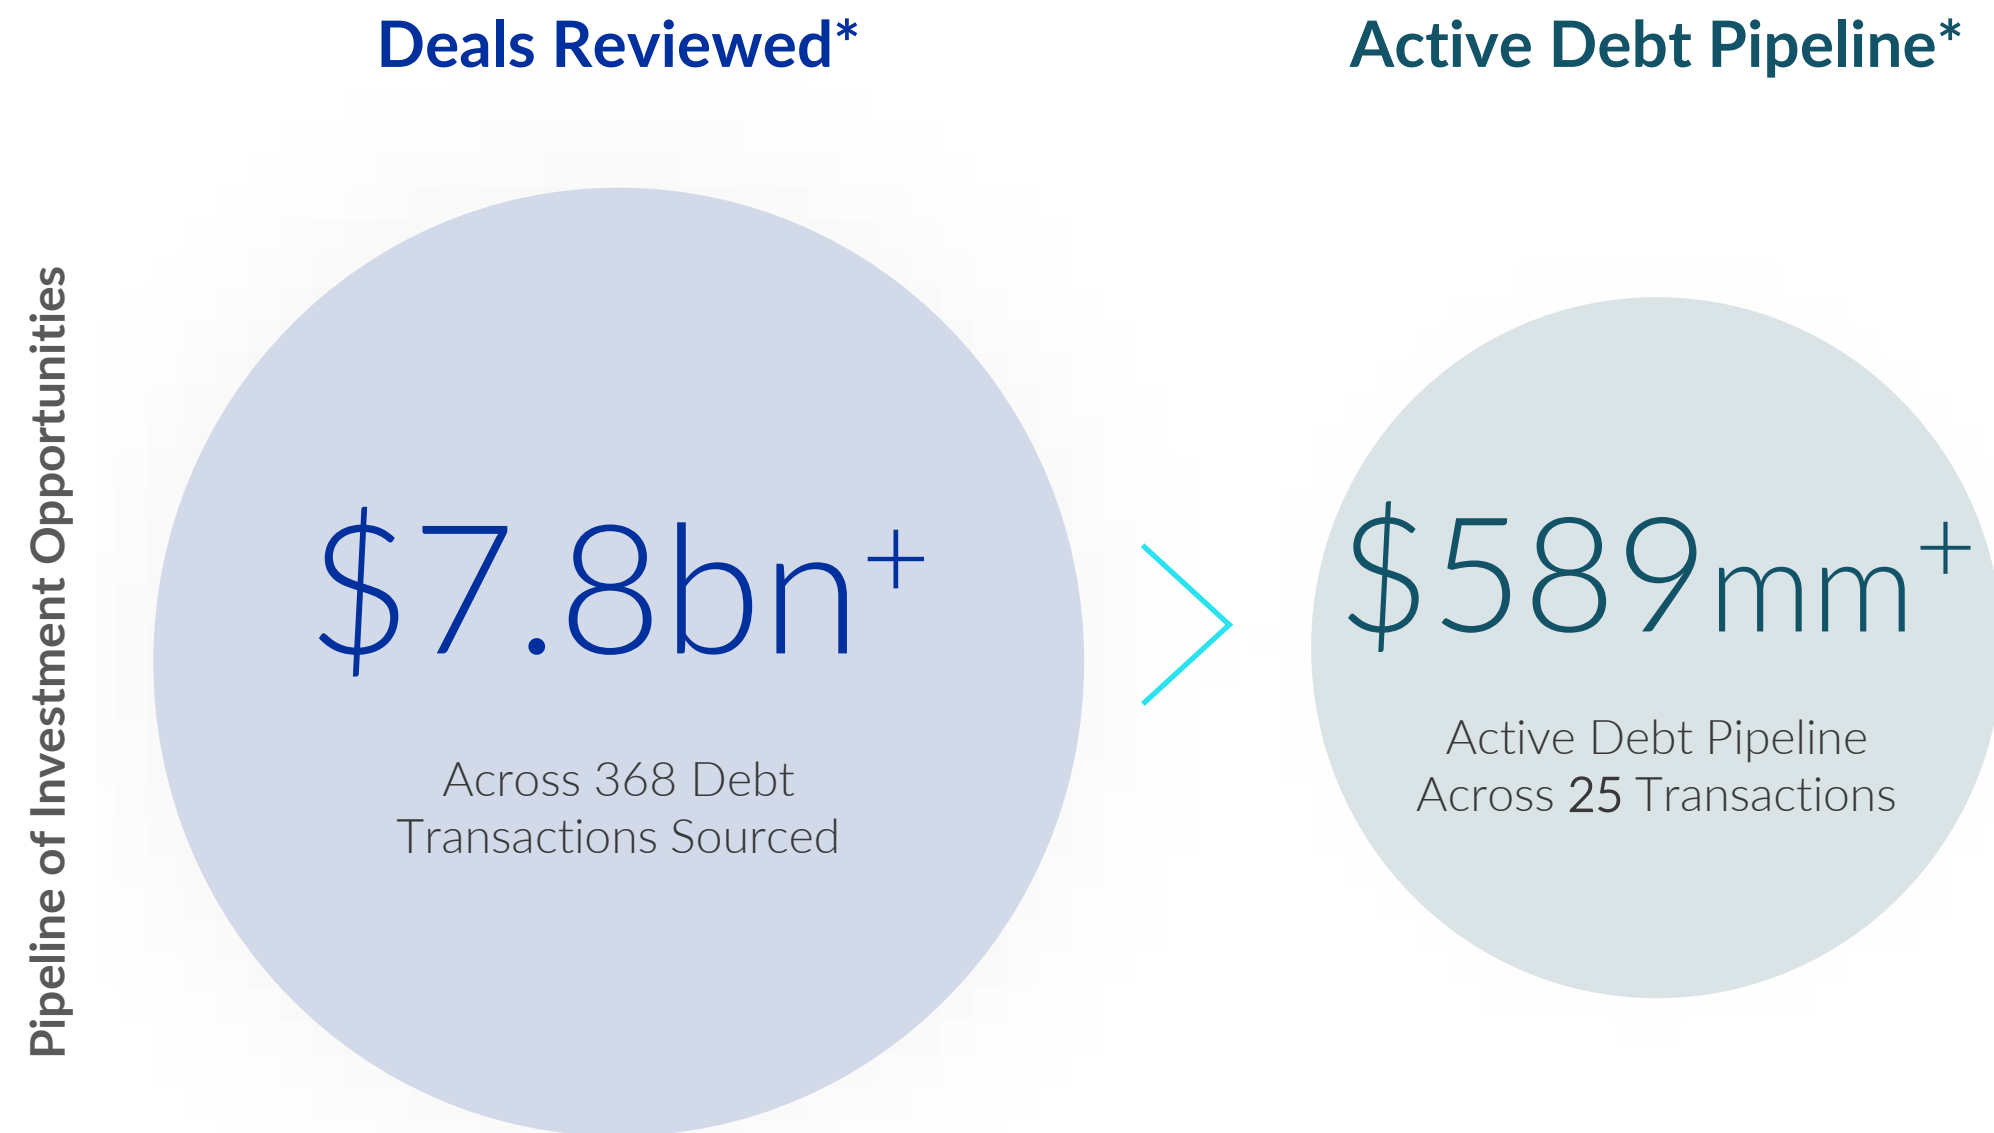 Deals Reviewed*
Active Debt Pipeline*
Pipeline of Investment Opportunities
$7.8bn+
Across 368 Debt
Transactions Sourced
$589mm+
Active Debt Pipeline
Across 25 Transactions